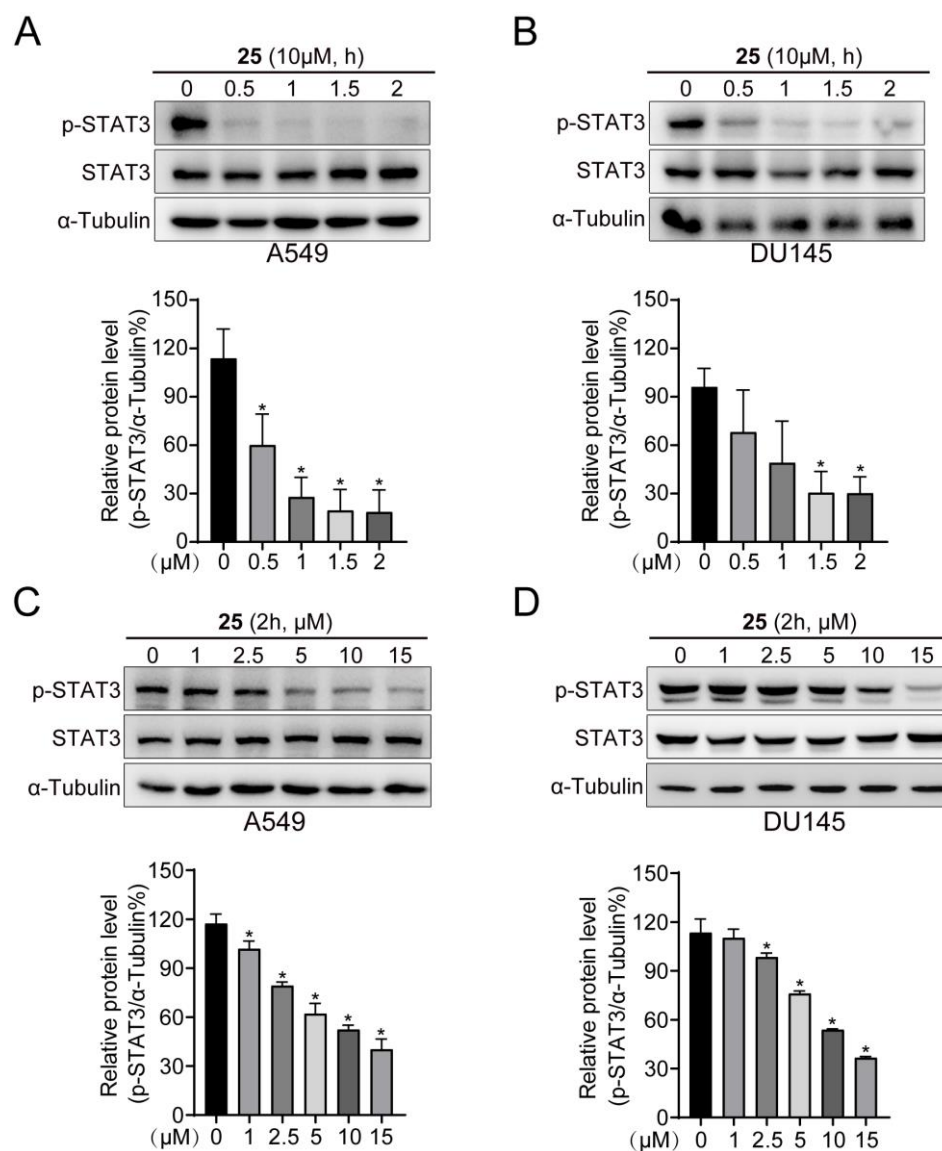 A
25 (10μM, h)
0 0.5 1 1.5 2
p-STAT3
STAT3
α-Tubulin
A549
Relative protein level
(p-STAT3/α-Tubulin%)
150
120
90
60
30
0
* * * *
(μM) 0 0.5 1 1.5 2
B
25 (10μM, h)
0 0.5 1 1.5 2
p-STAT3
STAT3
α-Tubulin
DU145
Relative protein level
(p-STAT3/α-Tubulin%)
150
120
90
60
30
0
* *
(μM) 0 0.5 1 1.5 2
C
25 (2h, μM)
0 1 2.5 5 10 15
p-STAT3
STAT3
α-Tubulin
A549
Relative protein level
(p-STAT3/α-Tubulin%)
150
120
90
60
30
0
* * * * *
(μM) 0 1 2.5 5 10 15
D
25 (2h, μM)
0 1 2.5 5 10 15
p-STAT3
STAT3
α-Tubulin
DU145
Relative protein level
(p-STAT3/α-Tubulin%)
150
120
90
60
30
0
* * * *
(μM) 0 1 2.5 5 10 15